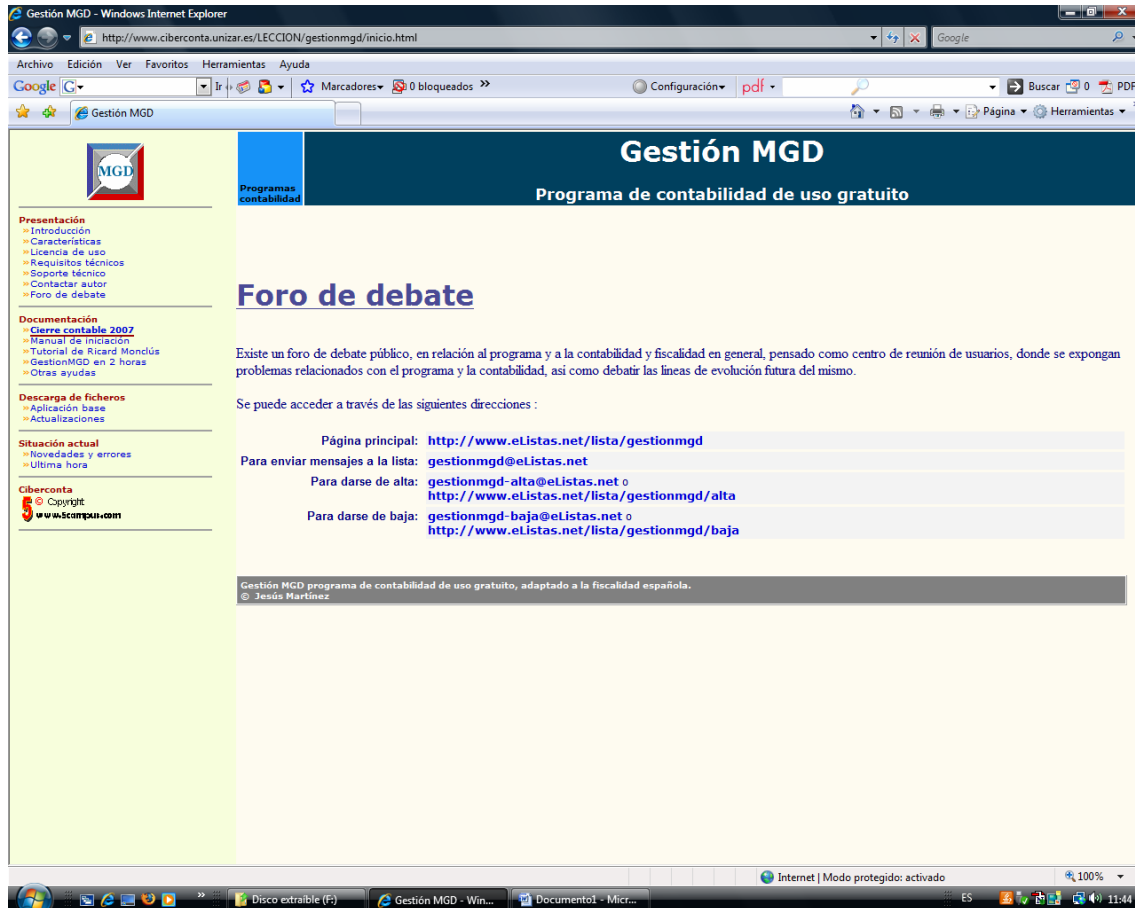 Gestión MGD - Windows Internet Explorer
http://www.ciberconta.unizar.es/LECCION/gestionmgd/inicio.html
Google
Archivo Edición Ver Favoritos Herramientas Ayuda
Google G Ir Marcadores 0 bloqueados » Configuración pdf Buscar 0 PDF
Gestión MGD Página Herramientas
MGD
Programas
contabilidad
Gestión MGD
Programa de contabilidad de uso gratuito
Presentación
»Introducción
»Características
»Licencia de uso
»Requisitos técnicos
»Soporte técnico
»Contactar autor
»Foro de debate
Documentación
»Cierre contable 2007
»Manual de iniciación
»Tutorial de Ricard Monclús
»GestionMGD en 2 horas
»Otras ayudas
Descarga de ficheros
»Aplicación base
»Actualizaciones
Situación actual
»Novedades y errores
»Ultima hora
Ciberconta
5 © Copyright
www.5campus.com
Foro de debate
Existe un foro de debate público, en relación al programa y a la contabilidad y fiscalidad en general, pensado como centro de reunión de usuarios, donde se expongan
problemas relacionados con el programa y la contabilidad, asi como debatir las lineas de evolución futura del mismo.
Se puede acceder a través de las siguientes direcciones :
Página principal: http://www.eListas.net/lista/gestionmgd
Para enviar mensajes a la lista: gestionmgd@eListas.net
Para darse de alta: gestionmgd-alta@eListas.net o
http://www.eListas.net/lista/gestionmgd/alta
Para darse de baja: gestionmgd-baja@eListas.net o
http://www.eListas.net/lista/gestionmgd/baja
Gestión MGD programa de contabilidad de uso gratuito, adaptado a la fiscalidad española.
© Jesús Martínez
Internet | Modo protegido: activado 100%
» Disco extraíble (F:) Gestión MGD - Win... Documento1 - Micr... ES 11:44